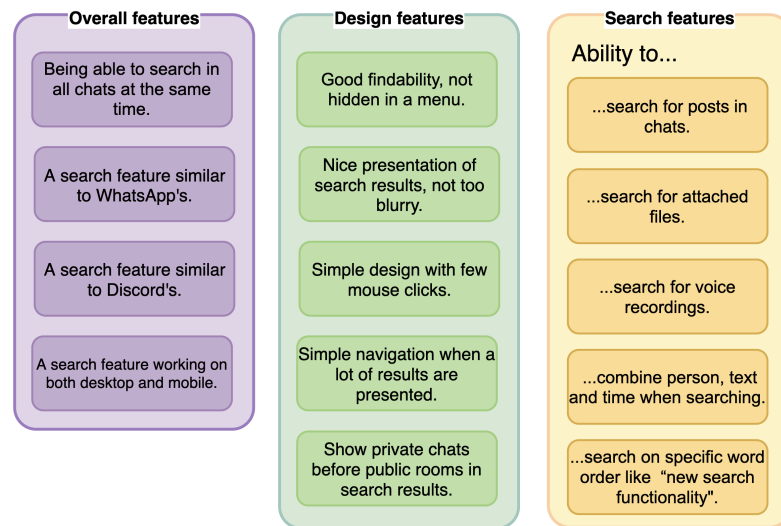 Overall features
Being able to search in
all chats at the same
time.
A search feature similar
to WhatsApp's.
A search feature similar
to Discord's.
A search feature working on
both desktop and mobile.
Design features
Good findability, not
hidden in a menu.
Nice presentation of
search results, not too
blurry.
Simple design with few
mouse clicks.
Simple navigation when a
lot of results are
presented.
Show private chats
before public rooms in
search results.
Search features
Ability to...
...search for posts in
chats.
...search for attached
files.
...search for voice
recordings.
...combine person, text
and time when searching.
...search on specific word
order like “new search
functionality".